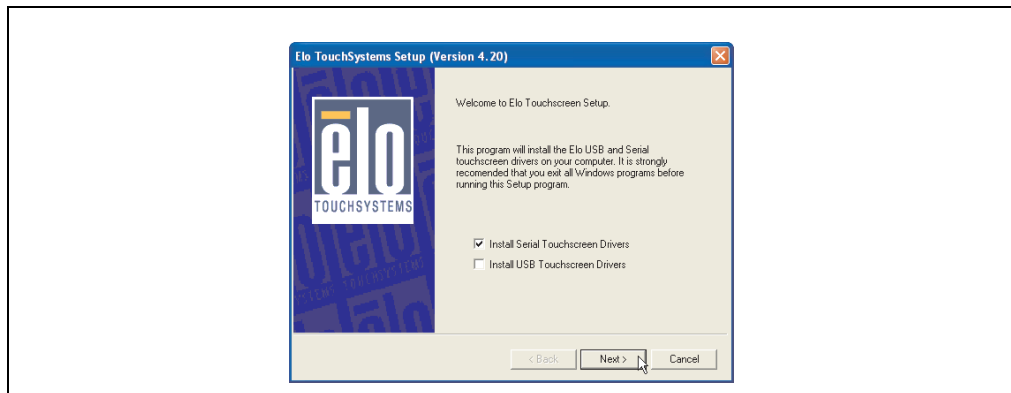 Elo TouchSystems Setup (Version 4.20)
elo
TOUCHSYSTEMS
Welcome to Elo Touchscreen Setup.
This program will install the Elo USB and Serial
touchscreen drivers on your computer. It is strongly
recomended that you exit all Windows programs before
running this Setup program.
Install Serial Touchscreen Drivers
Install USB Touchscreen Drivers
< Back
Next >
Cancel